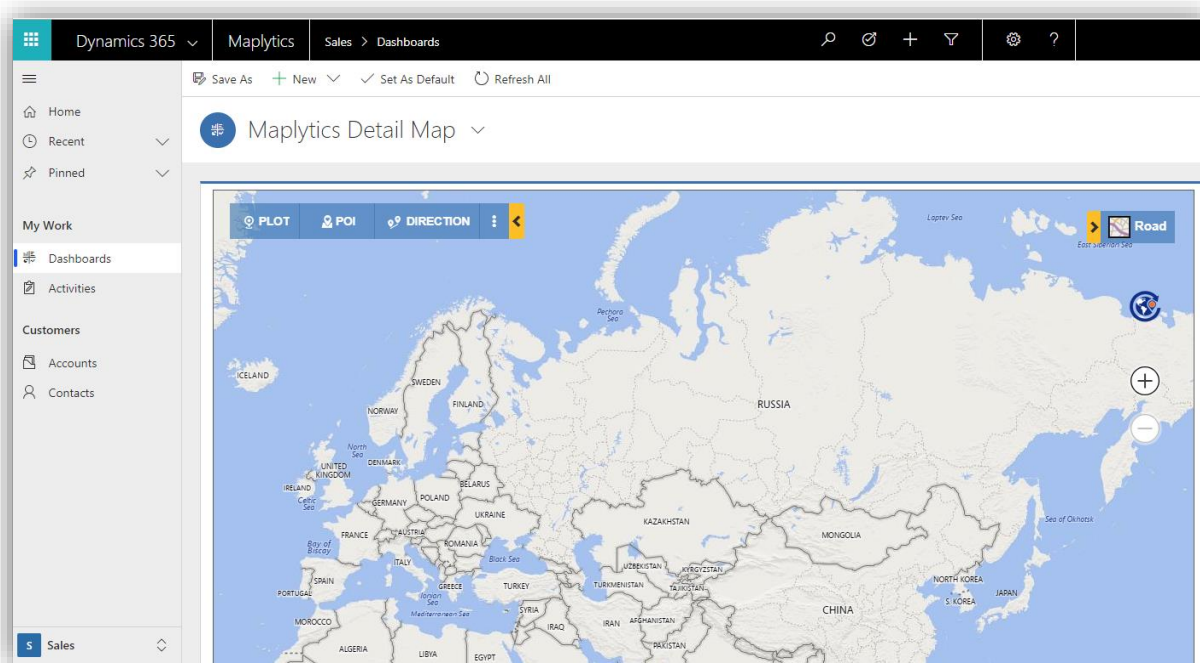 Dynamics 365
Maplytics
Sales > Dashboards
?
Save As
New
Set As Default
Refresh All
Home
Recent
Pinned
My Work
Dashboards
Activities
Customers
Accounts
Contacts
S Sales
Maplytics Detail Map
PLOT
POI
DIRECTION
Road
Laptev Sea
East Siberian Sea
Pechora
Sea
ICELAND
SWEDEN
FINLAND
NORWAY
RUSSIA
North
Sea
DENMARK
UNITED
KINGDOM
IRELAND
Celtic
Sea
BELARUS
GERMANY
POLAND
UKRAINE
KAZAKHSTAN
MONGOLIA
Sea of Okhotsk
FRANCE
AUSTRIA
ROMANIA
Bay of
Biscay
ITALY
Black Sea
UZBEKISTAN
KYRGYZSTAN
SPAIN
PORTUGAL
GREECE
TURKEY
TURKMENISTAN
TAJIKISTAN
NORTH KOREA
S. KOREA
JAPAN
Ionian
Sea
Mediterranean Sea
SYRIA
CHINA
MOROCCO
IRAQ
IRAN
AFGHANISTAN
ALGERIA
LIBYA
EGYPT
PAKISTAN